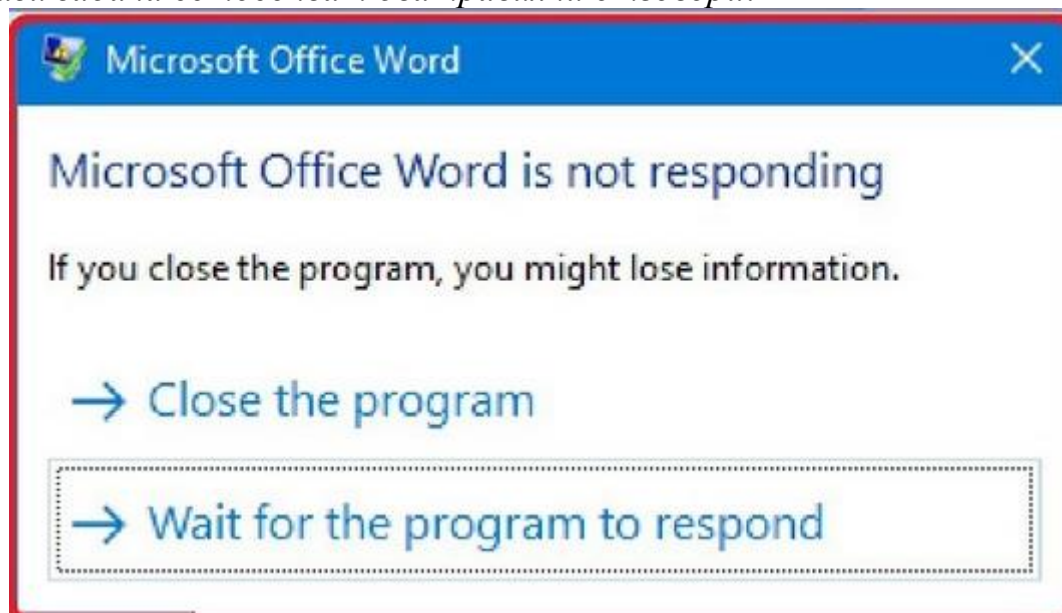 Microsoft Office Word
Microsoft Office Word is not responding
If you close the program, you might lose information.
→ Close the program
→ Wait for the program to respond